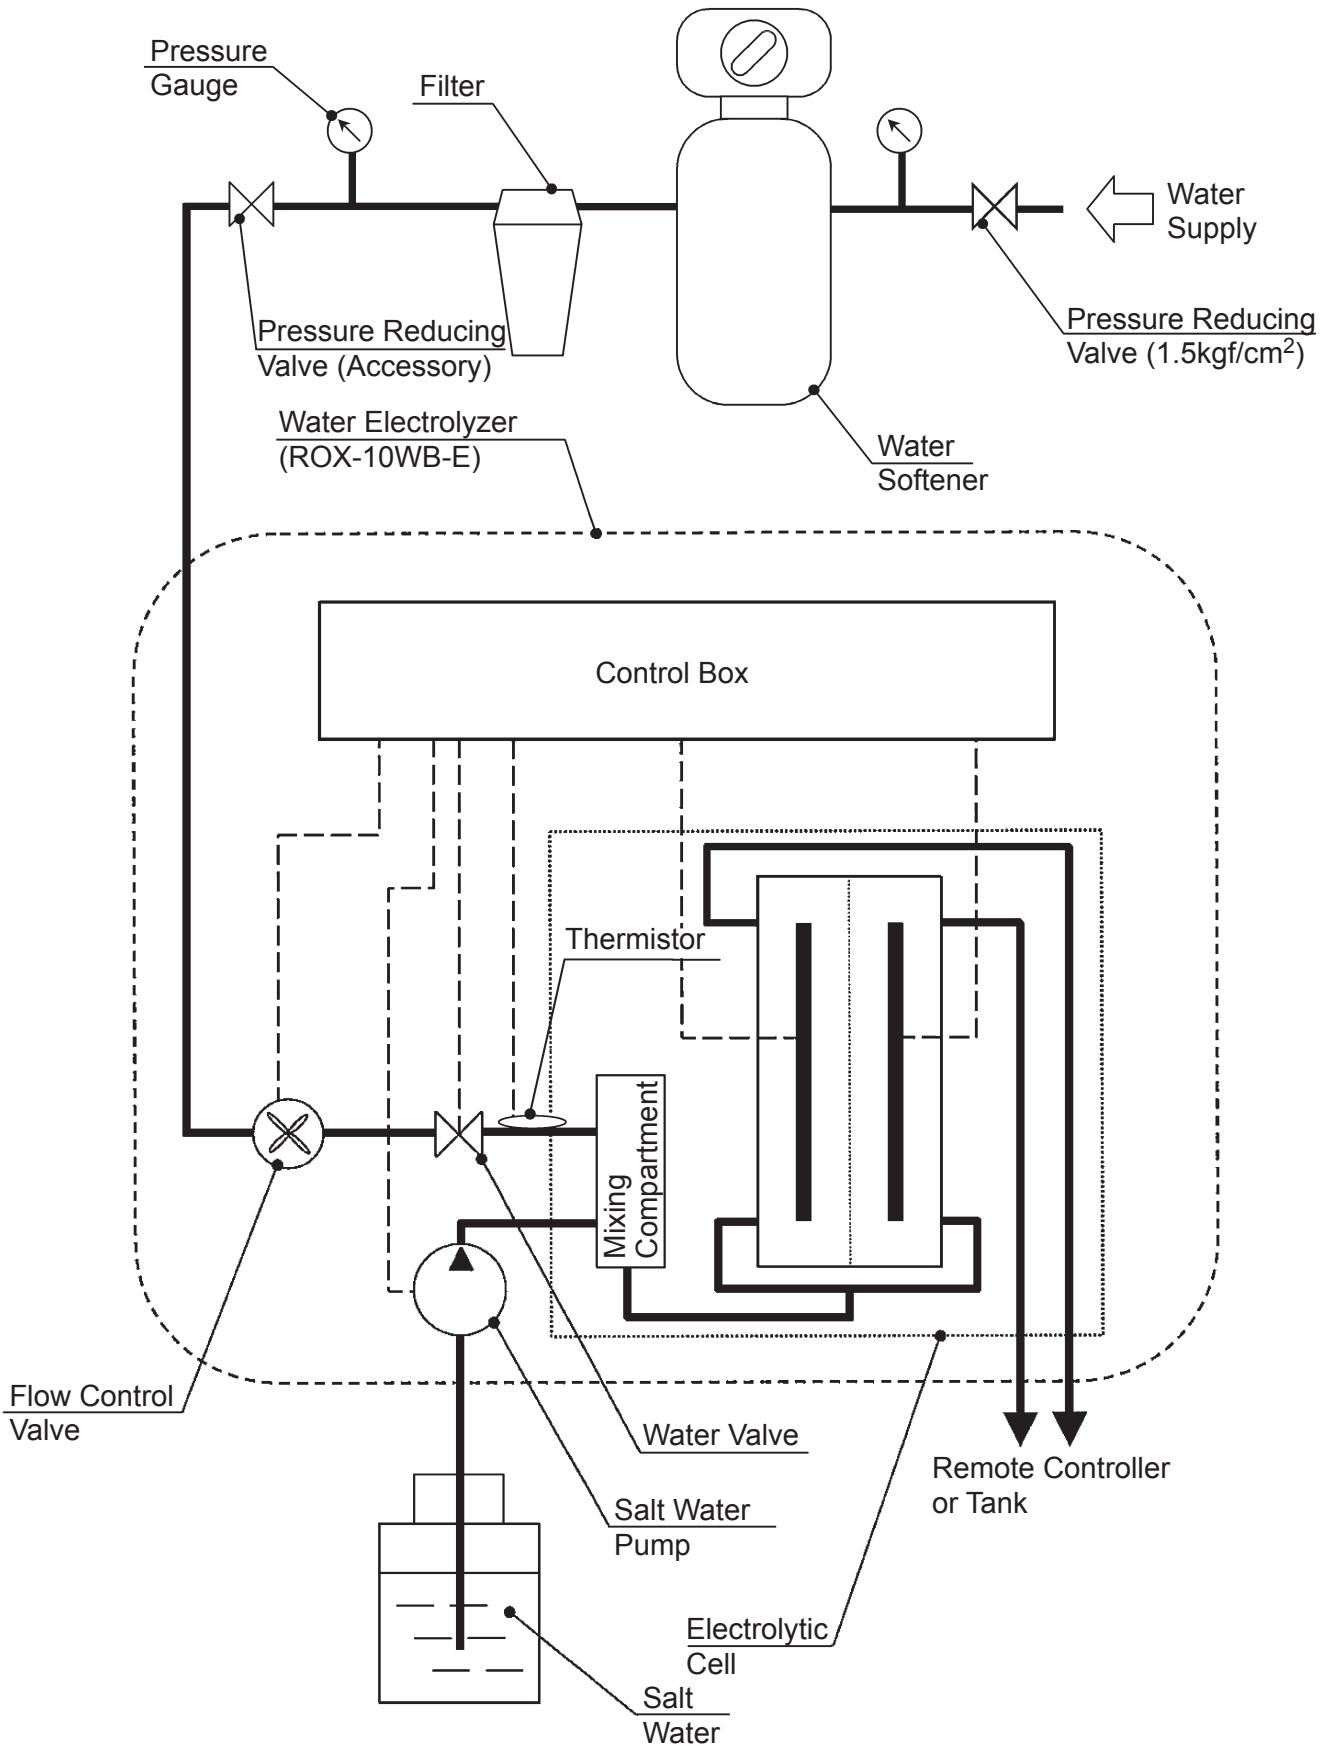 Pressure
Gauge
Filter
Water
Supply
Pressure Reducing
Valve (Accessory)
Pressure Reducing
Valve (1.5kgf/cm²)
Water Electrolyzer
(ROX-10WB-E)
Water
Softener
Control Box
Thermistor
Mixing
Compartment
Flow Control
Valve
Water Valve
Remote Controller
or Tank
Salt Water
Pump
Electrolytic
Cell
Salt
Water